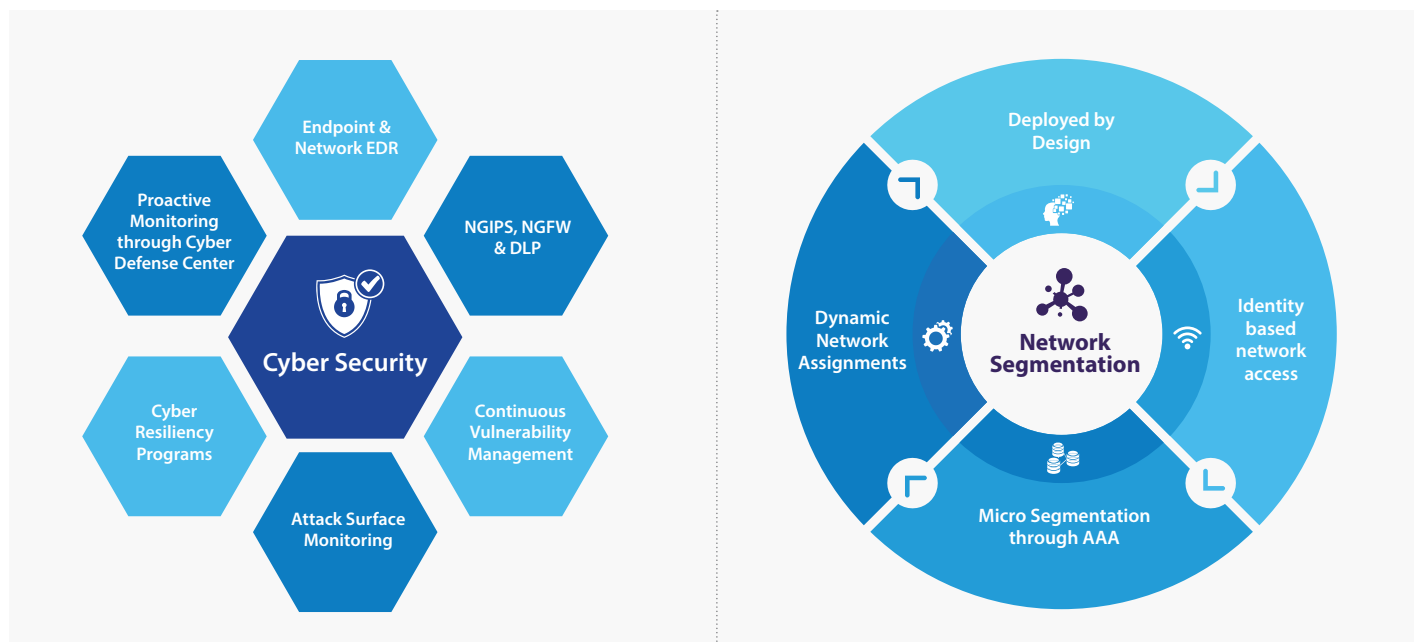 Endpoint &
Network EDR
NGIPS, NGFW
& DLP
Continuous
Vulnerability
Management
Attack Surface
Monitoring
Cyber
Resiliency
Programs
Proactive
Monitoring
through Cyber
Defense Center
Cyber Security
Deployed by
Design
Identity
based
network
access
Micro Segmentation
through AAA
Dynamic
Network
Assignments
Network
Segmentation